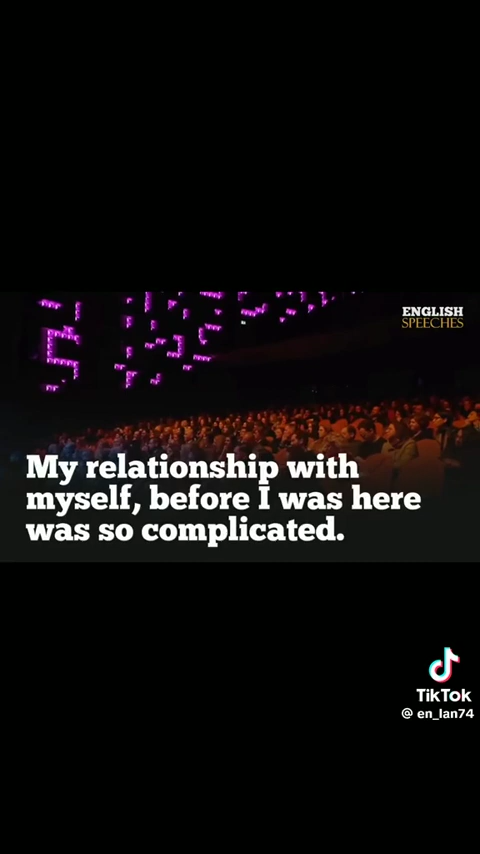 ENGLISH
SPEECHES
My relationship with
myself, before I was here
was so complicated.
TikTok
@ en_lan74